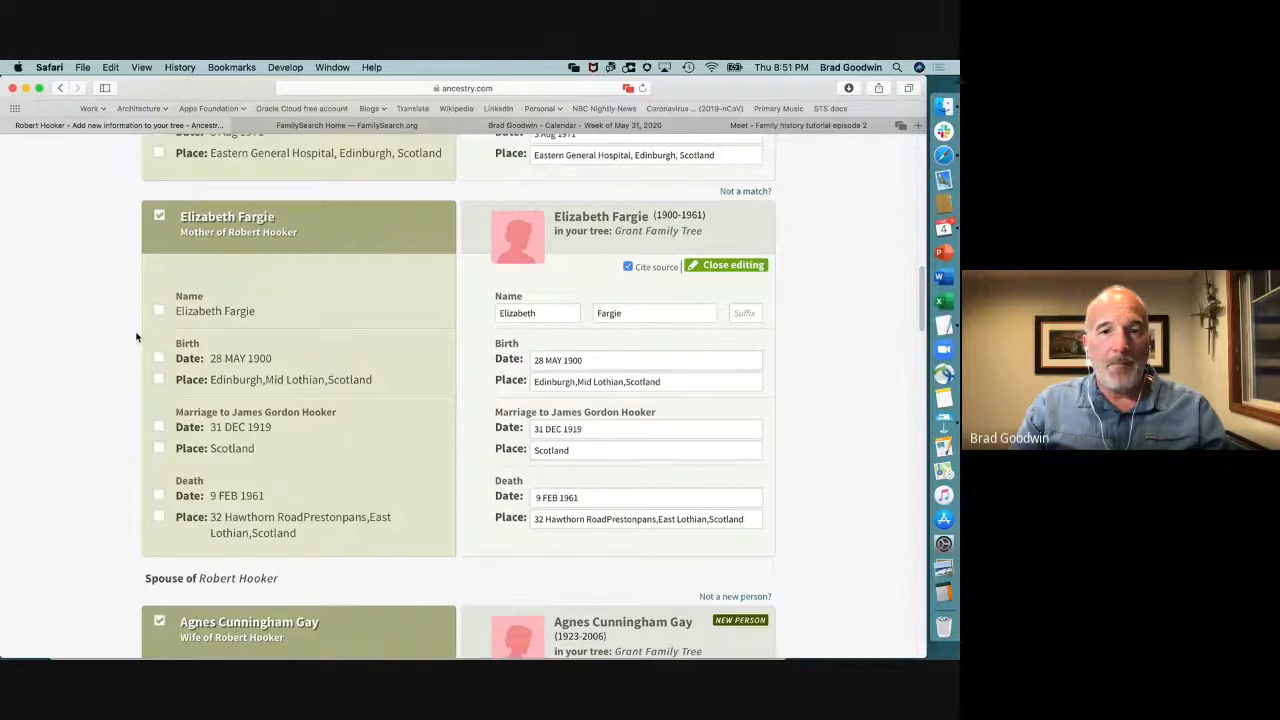 Safari File Edit View History Bookmarks Develop Window Help Thu 8:51 PM Brad Goodwin
ancestry.com
Work Architecture Apps Foundation Oracle Cloud free account Blogs Translate Wikipedia LinkedIn Personal NBC Nightly News Coronavirus ... (2019-nCoV) Primary Music STS docs
Robert Hooker - Add new information to your tree - Ancestr... FamilySearch Home — FamilySearch.org Brad Goodwin - Calendar - Week of May 31, 2020 Meet - Family history tutorial episode 2
Place: Eastern General Hospital, Edinburgh, Scotland
Place: Eastern General Hospital, Edinburgh, Scotland
Not a match?
Elizabeth Fargie
Mother of Robert Hooker
Elizabeth Fargie (1900-1961)
in your tree: Grant Family Tree
Cite source | Close editing
Name
Elizabeth Fargie
Name
Elizabeth Fargie Suffix
Birth
Date: 28 MAY 1900
Place: Edinburgh,Mid Lothian,Scotland
Birth
Date: 28 MAY 1900
Place: Edinburgh,Mid Lothian,Scotland
Marriage to James Gordon Hooker
Date: 31 DEC 1919
Place: Scotland
Marriage to James Gordon Hooker
Date: 31 DEC 1919
Place: Scotland
Death
Date: 9 FEB 1961
Place: 32 Hawthorn RoadPrestonpans,East
Lothian,Scotland
Death
Date: 9 FEB 1961
Place: 32 Hawthorn RoadPrestonpans,East Lothian,Scotland
Spouse of Robert Hooker
Not a new person?
Agnes Cunningham Gay
Wife of Robert Hooker
Agnes Cunningham Gay NEW PERSON
(1923-2006)
in your tree: Grant Family Tree
Brad Goodwin